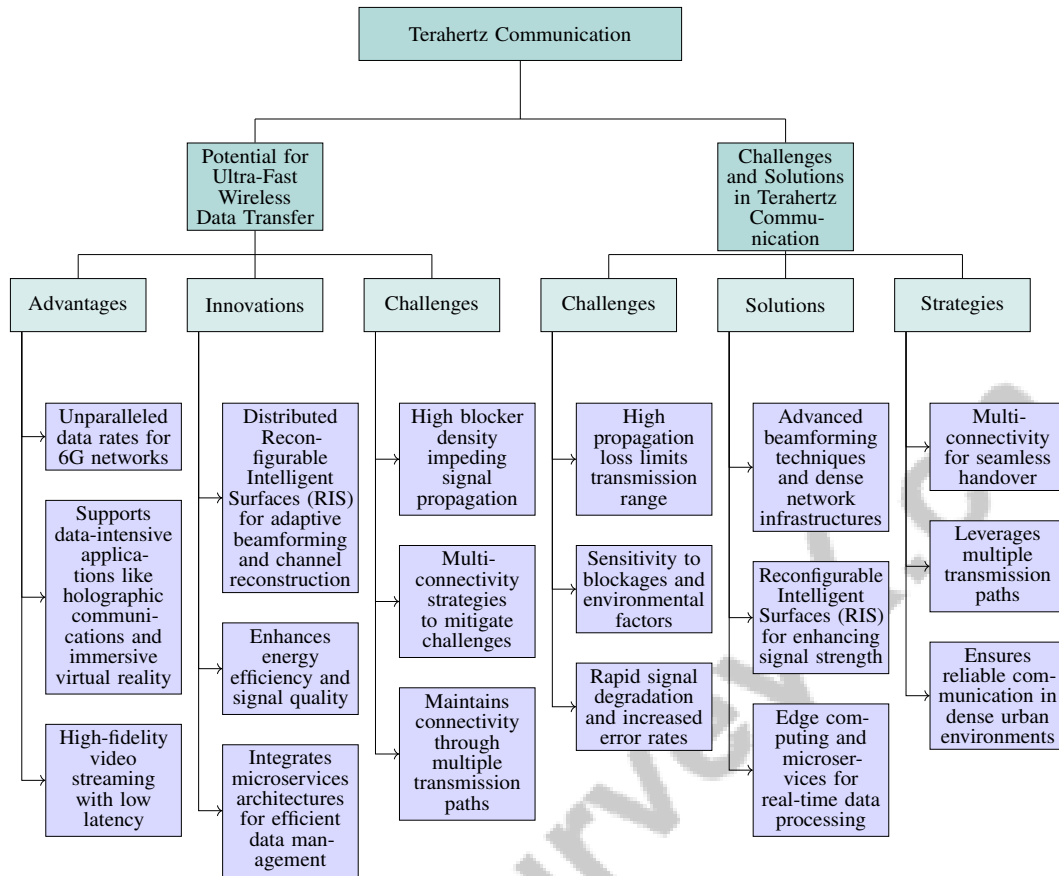 Terahertz Communication
Potential for
Ultra-Fast
Wireless
Data Transfer
Challenges
and Solutions
in Terahertz
Commu-
nication
Advantages
Innovations
Challenges
Challenges
Solutions
Strategies
Unparalleled
data rates for
6G networks
Supports
data-intensive
applica-
tions like
holographic
communi-
cations and
immersive
virtual reality
High-fidelity
video
streaming
with low
latency
Distributed
Recon-
figurable
Intelligent
Surfaces (RIS)
for adaptive
beamforming
and channel
reconstruction
Enhances
energy
efficiency and
signal quality
Integrates
microservices
architectures
for efficient
data man-
agement
High blocker
density
impeding
signal
propagation
Multi-
connectivity
strategies
to mitigate
challenges
Maintains
connectivity
through
multiple
transmission
paths
High
propagation
loss limits
transmission
range
Sensitivity to
blockages and
environmental
factors
Rapid signal
degradation
and increased
error rates
Advanced
beamforming
techniques
and dense
network
infrastructures
Reconfigurable
Intelligent
Surfaces (RIS)
for enhancing
signal strength
Edge com-
puting and
microser-
vices for
real-time data
processing
Multi-
connectivity
for seamless
handover
Leverages
multiple
transmission
paths
Ensures
reliable com-
munication in
dense urban
environments